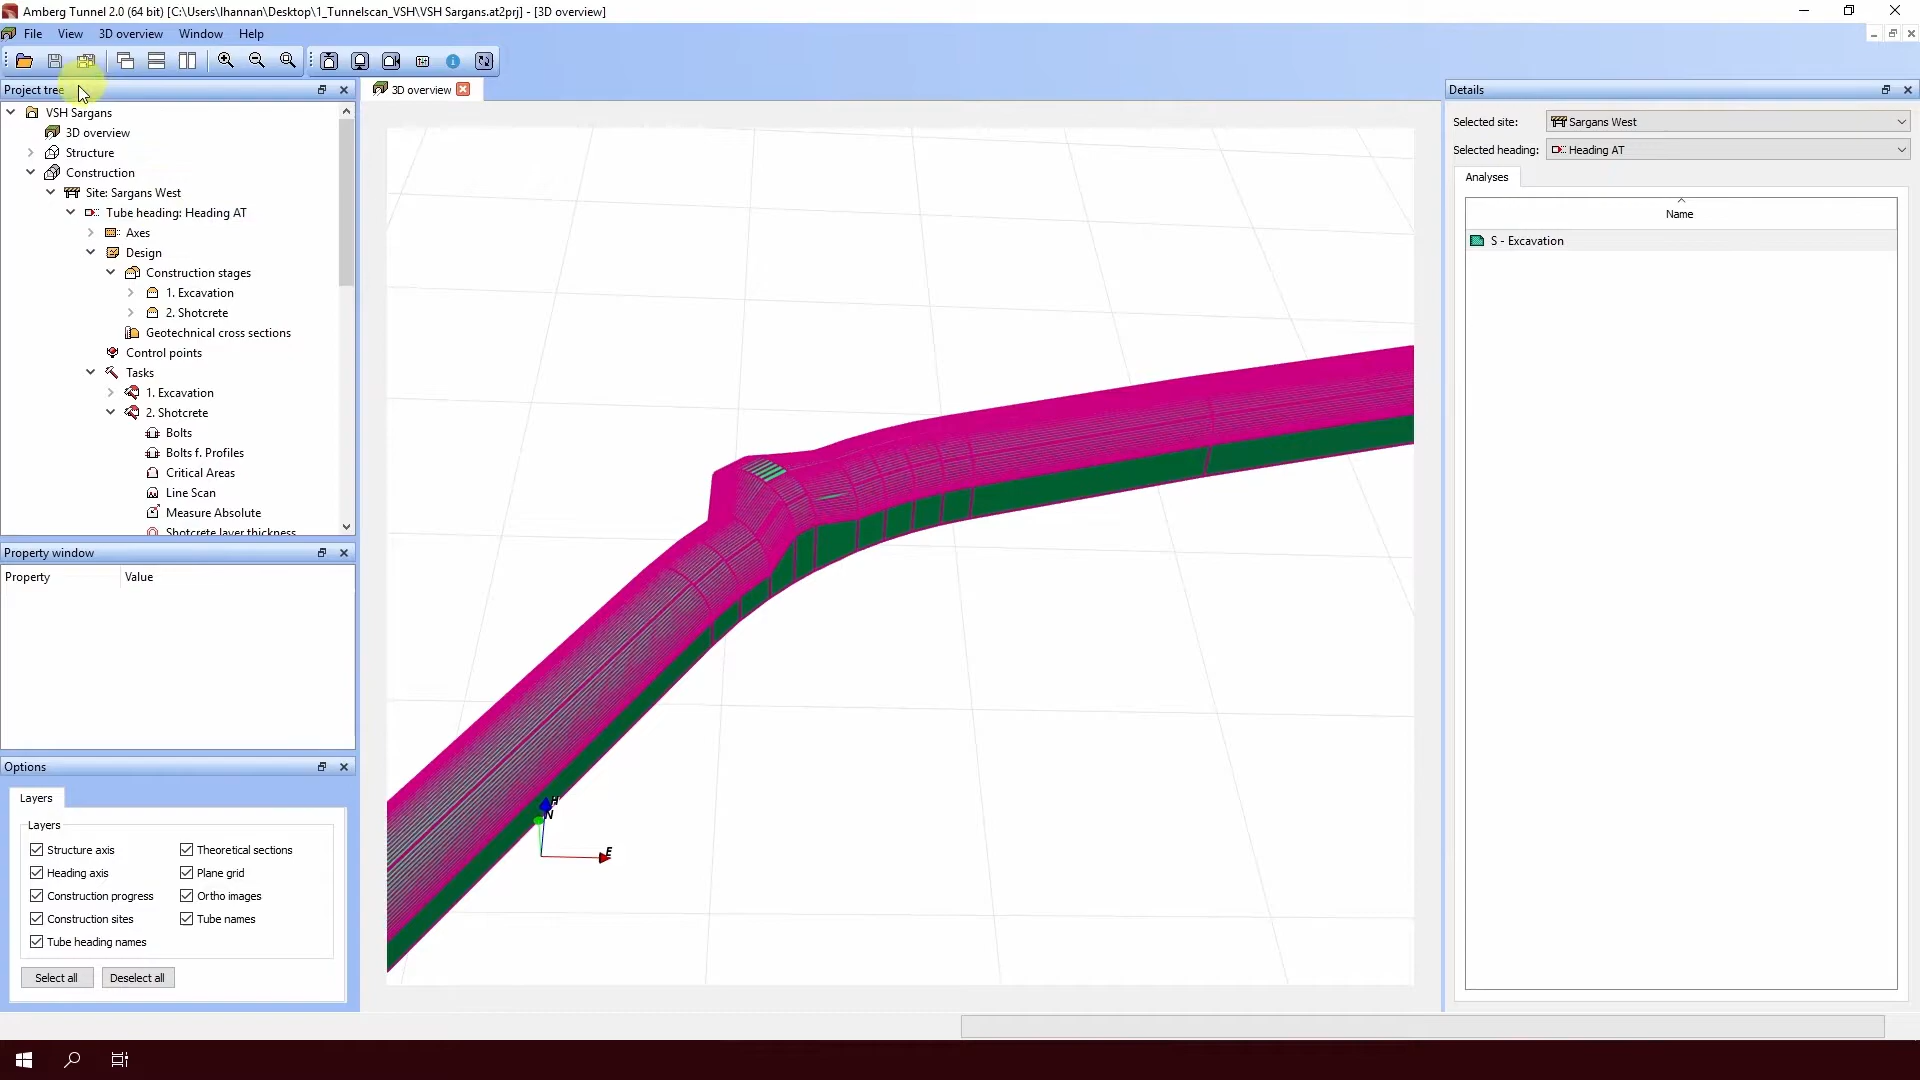 Amberg Tunnel 2.0 (64 bit) [C:\Users\lhannan\Desktop\1_Tunnelscan_VSH\VSH Sargans.at2prj] - [3D overview]
File View 3D overview Window Help
Project tree
VSH Sargans
3D overview
Structure
Construction
Site: Sargans West
Tube heading: Heading AT
Axes
Design
Construction stages
1. Excavation
2. Shotcrete
Geotechnical cross sections
Control points
Tasks
1. Excavation
2. Shotcrete
Bolts
Bolts f. Profiles
Critical Areas
Line Scan
Measure Absolute
Shotcrete layer thickness
Property window
Property Value
Options
Layers
Layers
Structure axis Theoretical sections
Heading axis Plane grid
Construction progress Ortho images
Construction sites Tube names
Tube heading names
Select all Deselect all
3D overview
H
N
E
Details
Selected site: Sargans West
Selected heading: Heading AT
Analyses
Name
S - Excavation